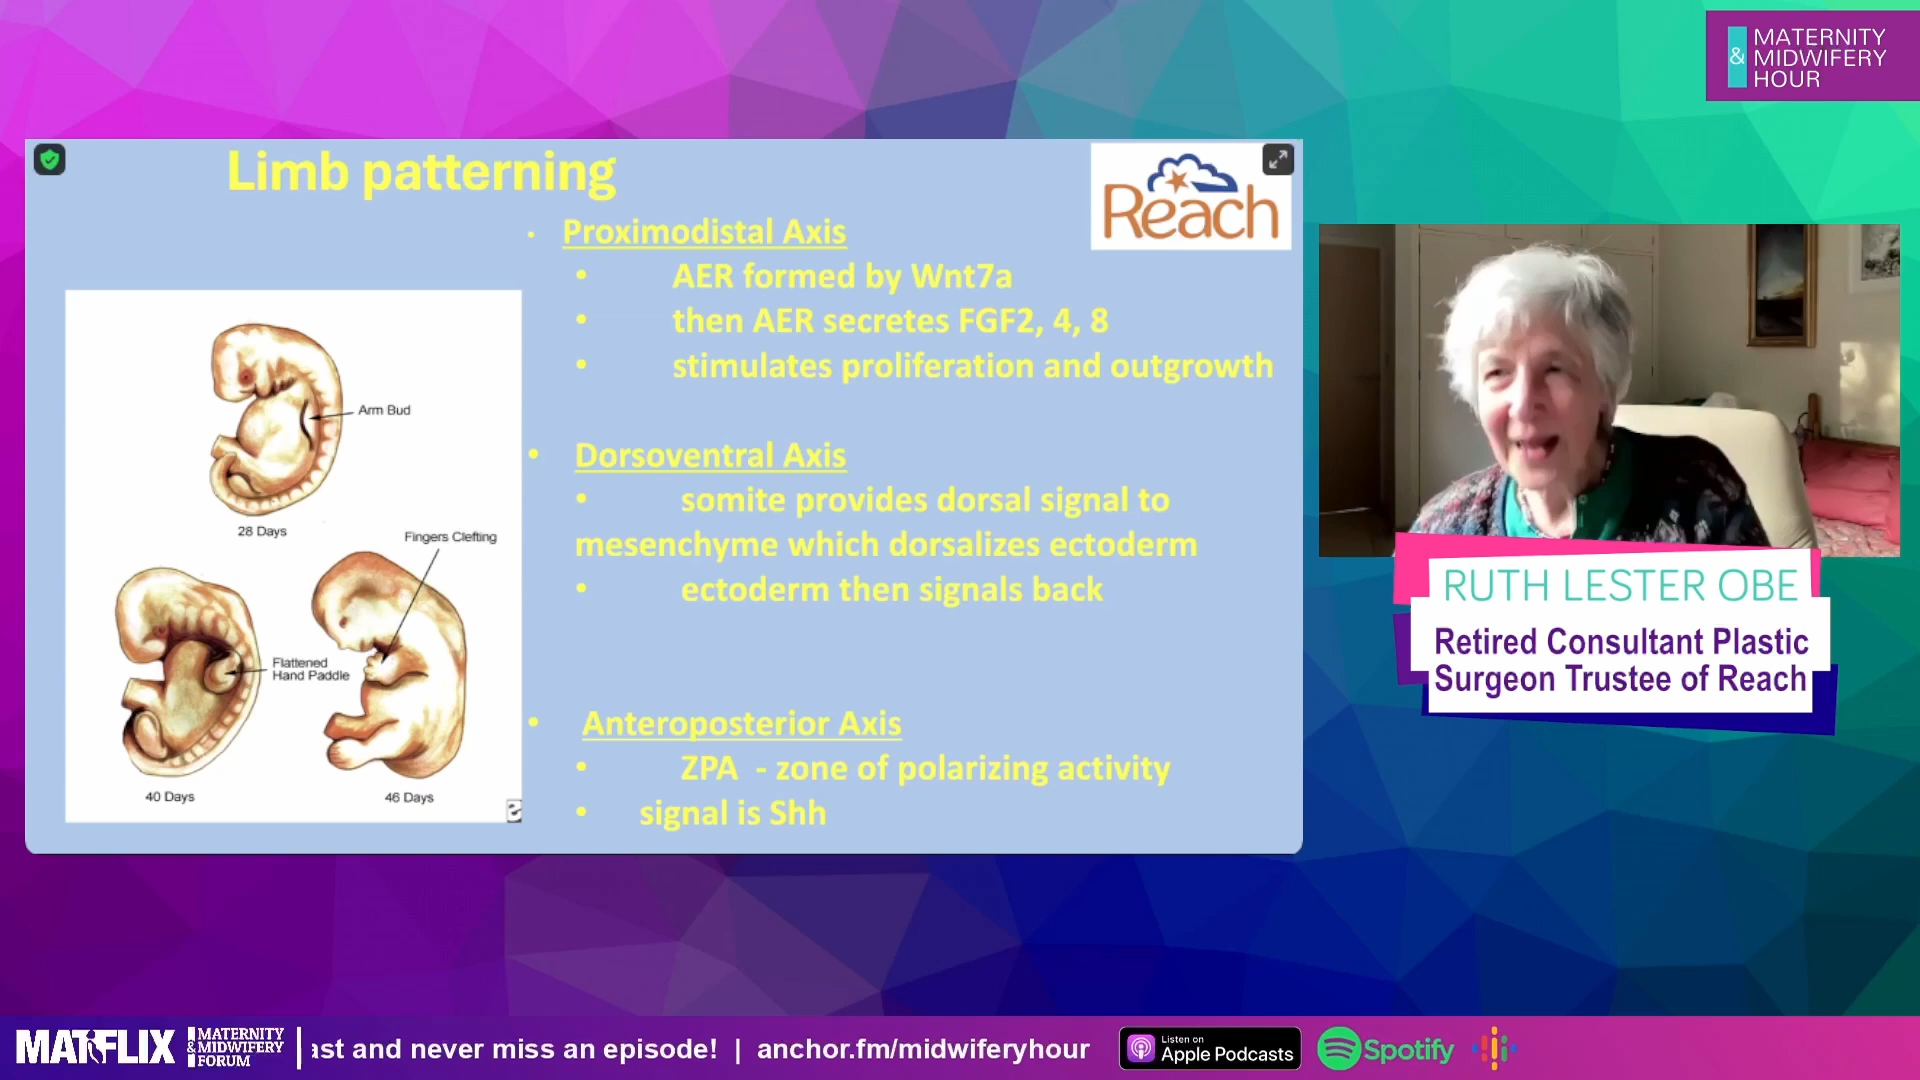 &
MATERNITY
MIDWIFERY
HOUR
Limb patterning
Reach
• Proximodistal Axis
• AER formed by Wnt7a
• then AER secretes FGF2, 4, 8
• stimulates proliferation and outgrowth
• Dorsoventral Axis
• somite provides dorsal signal to
mesenchyme which dorsalizes ectoderm
• ectoderm then signals back
• Anteroposterior Axis
• ZPA - zone of polarizing activity
• signal is Shh
Arm Bud
28 Days
Fingers Clefting
Flattened
Hand Paddle
40 Days
46 Days
RUTH LESTER OBE
Retired Consultant Plastic
Surgeon Trustee of Reach
MATFLIX
MATERNITY
& MIDWIFERY
FORUM
and never miss an episode! | anchor.fm/midwiferyhour
Listen on
Apple Podcasts
Spotify